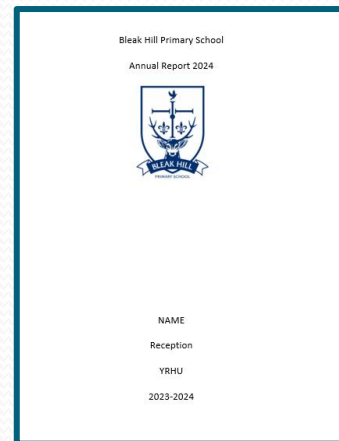 Bleak Hill Primary School
Annual Report 2024
BLEAK HILL
PRIMARY SCHOOL
NAME
Reception
YRHU
2023-2024